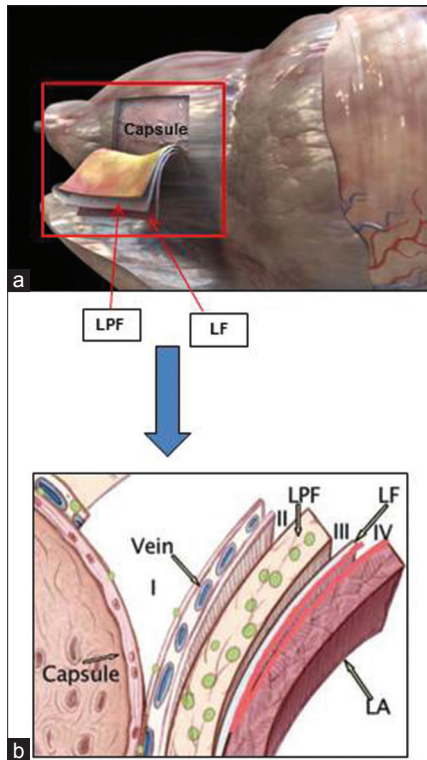 Capsule
a
LPF
LF
LPF
LF
II
III
IV
Vein
I
Capsule
LA
b